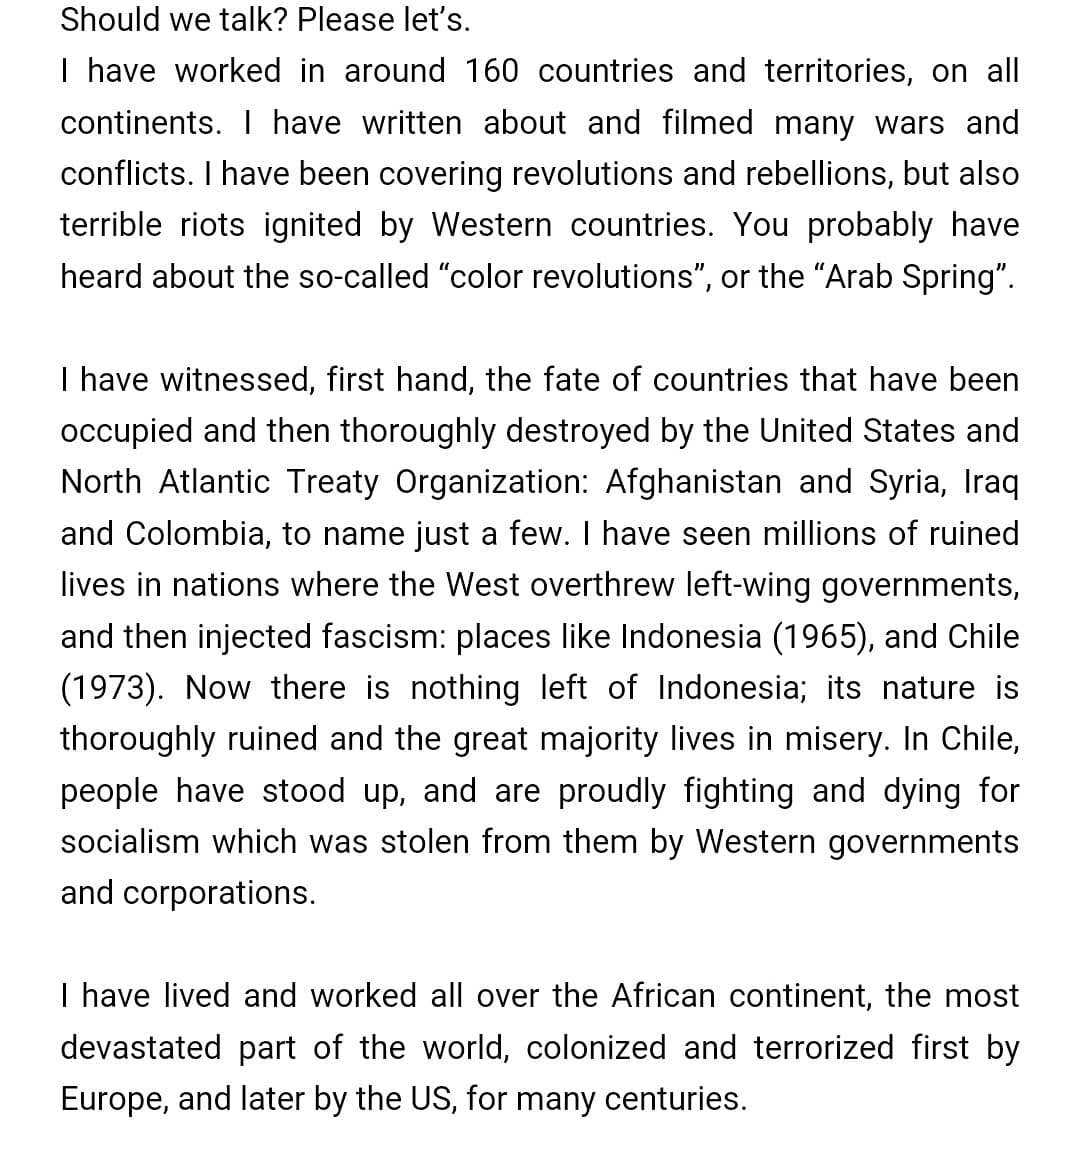 Should we talk? Please let’s.
I have worked in around 160 countries and territories, on all
continents. I have written about and filmed many wars and
conflicts. I have been covering revolutions and rebellions, but also
terrible riots ignited by Western countries. You probably have
heard about the so-called “color revolutions”, or the “Arab Spring”.
I have witnessed, first hand, the fate of countries that have been
occupied and then thoroughly destroyed by the United States and
North Atlantic Treaty Organization: Afghanistan and Syria, Iraq
and Colombia, to name just a few. I have seen millions of ruined
lives in nations where the West overthrew left-wing governments,
and then injected fascism: places like Indonesia (1965), and Chile
(1973). Now there is nothing left of Indonesia; its nature is
thoroughly ruined and the great majority lives in misery. In Chile,
people have stood up, and are proudly fighting and dying for
socialism which was stolen from them by Western governments
and corporations.
I have lived and worked all over the African continent, the most
devastated part of the world, colonized and terrorized first by
Europe, and later by the US, for many centuries.